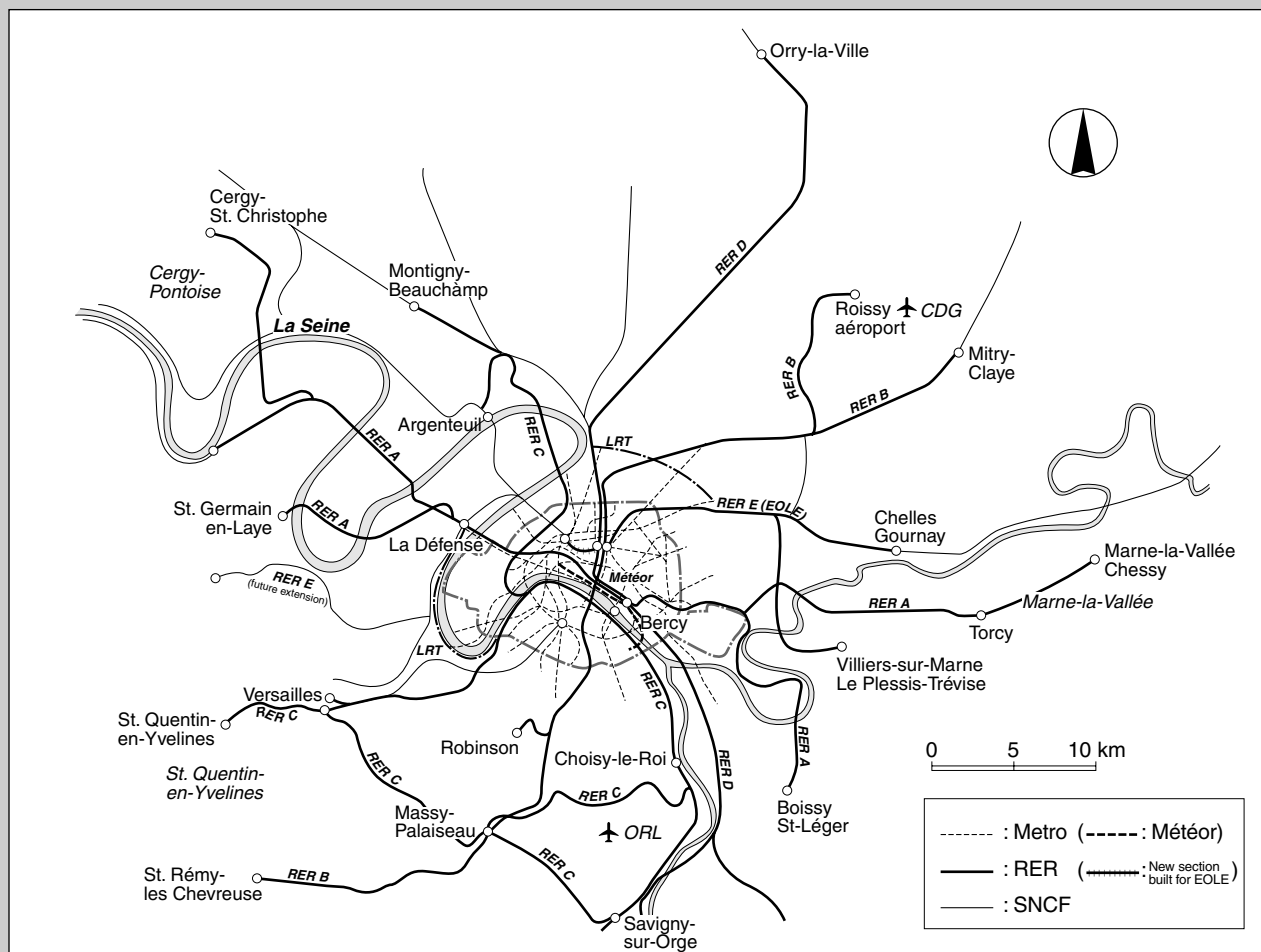 Orry-la-Ville
Cergy-
St. Christophe
Cergy-
Pontoise
Montigny-
Beauchamp
RER D
Roissy
aéroport
CDG
La Seine
Mitry-
Claye
RER B
RER B
Argenteuil
RER C
RER A
LRT
St. Germain
en-Laye
RER A
RER E (EOLE)
Chelles
Gournay
La Défense
Marne-la-Vallée
Chessy
RER E
(future extension)
Météor
RER A
Marne-la-Vallée
Bercy
Torcy
LRT
Villiers-sur-Marne
Le Plessis-Trévise
Versailles
RER C
RER C
St. Quentin-
en-Yvelines
Robinson
Choisy-le-Roi
RER A
RER D
0 5 10 km
St. Quentin-
en-Yvelines
RER C
RER C
Massy-
Palaiseau
ORL
Boissy
St-Léger
St. Rémy-
les Chevreuse
RER B
RER C
Savigny-
sur-Orge
: Metro ( : Météor)
: RER ( : New section
built for EOLE)
: SNCF